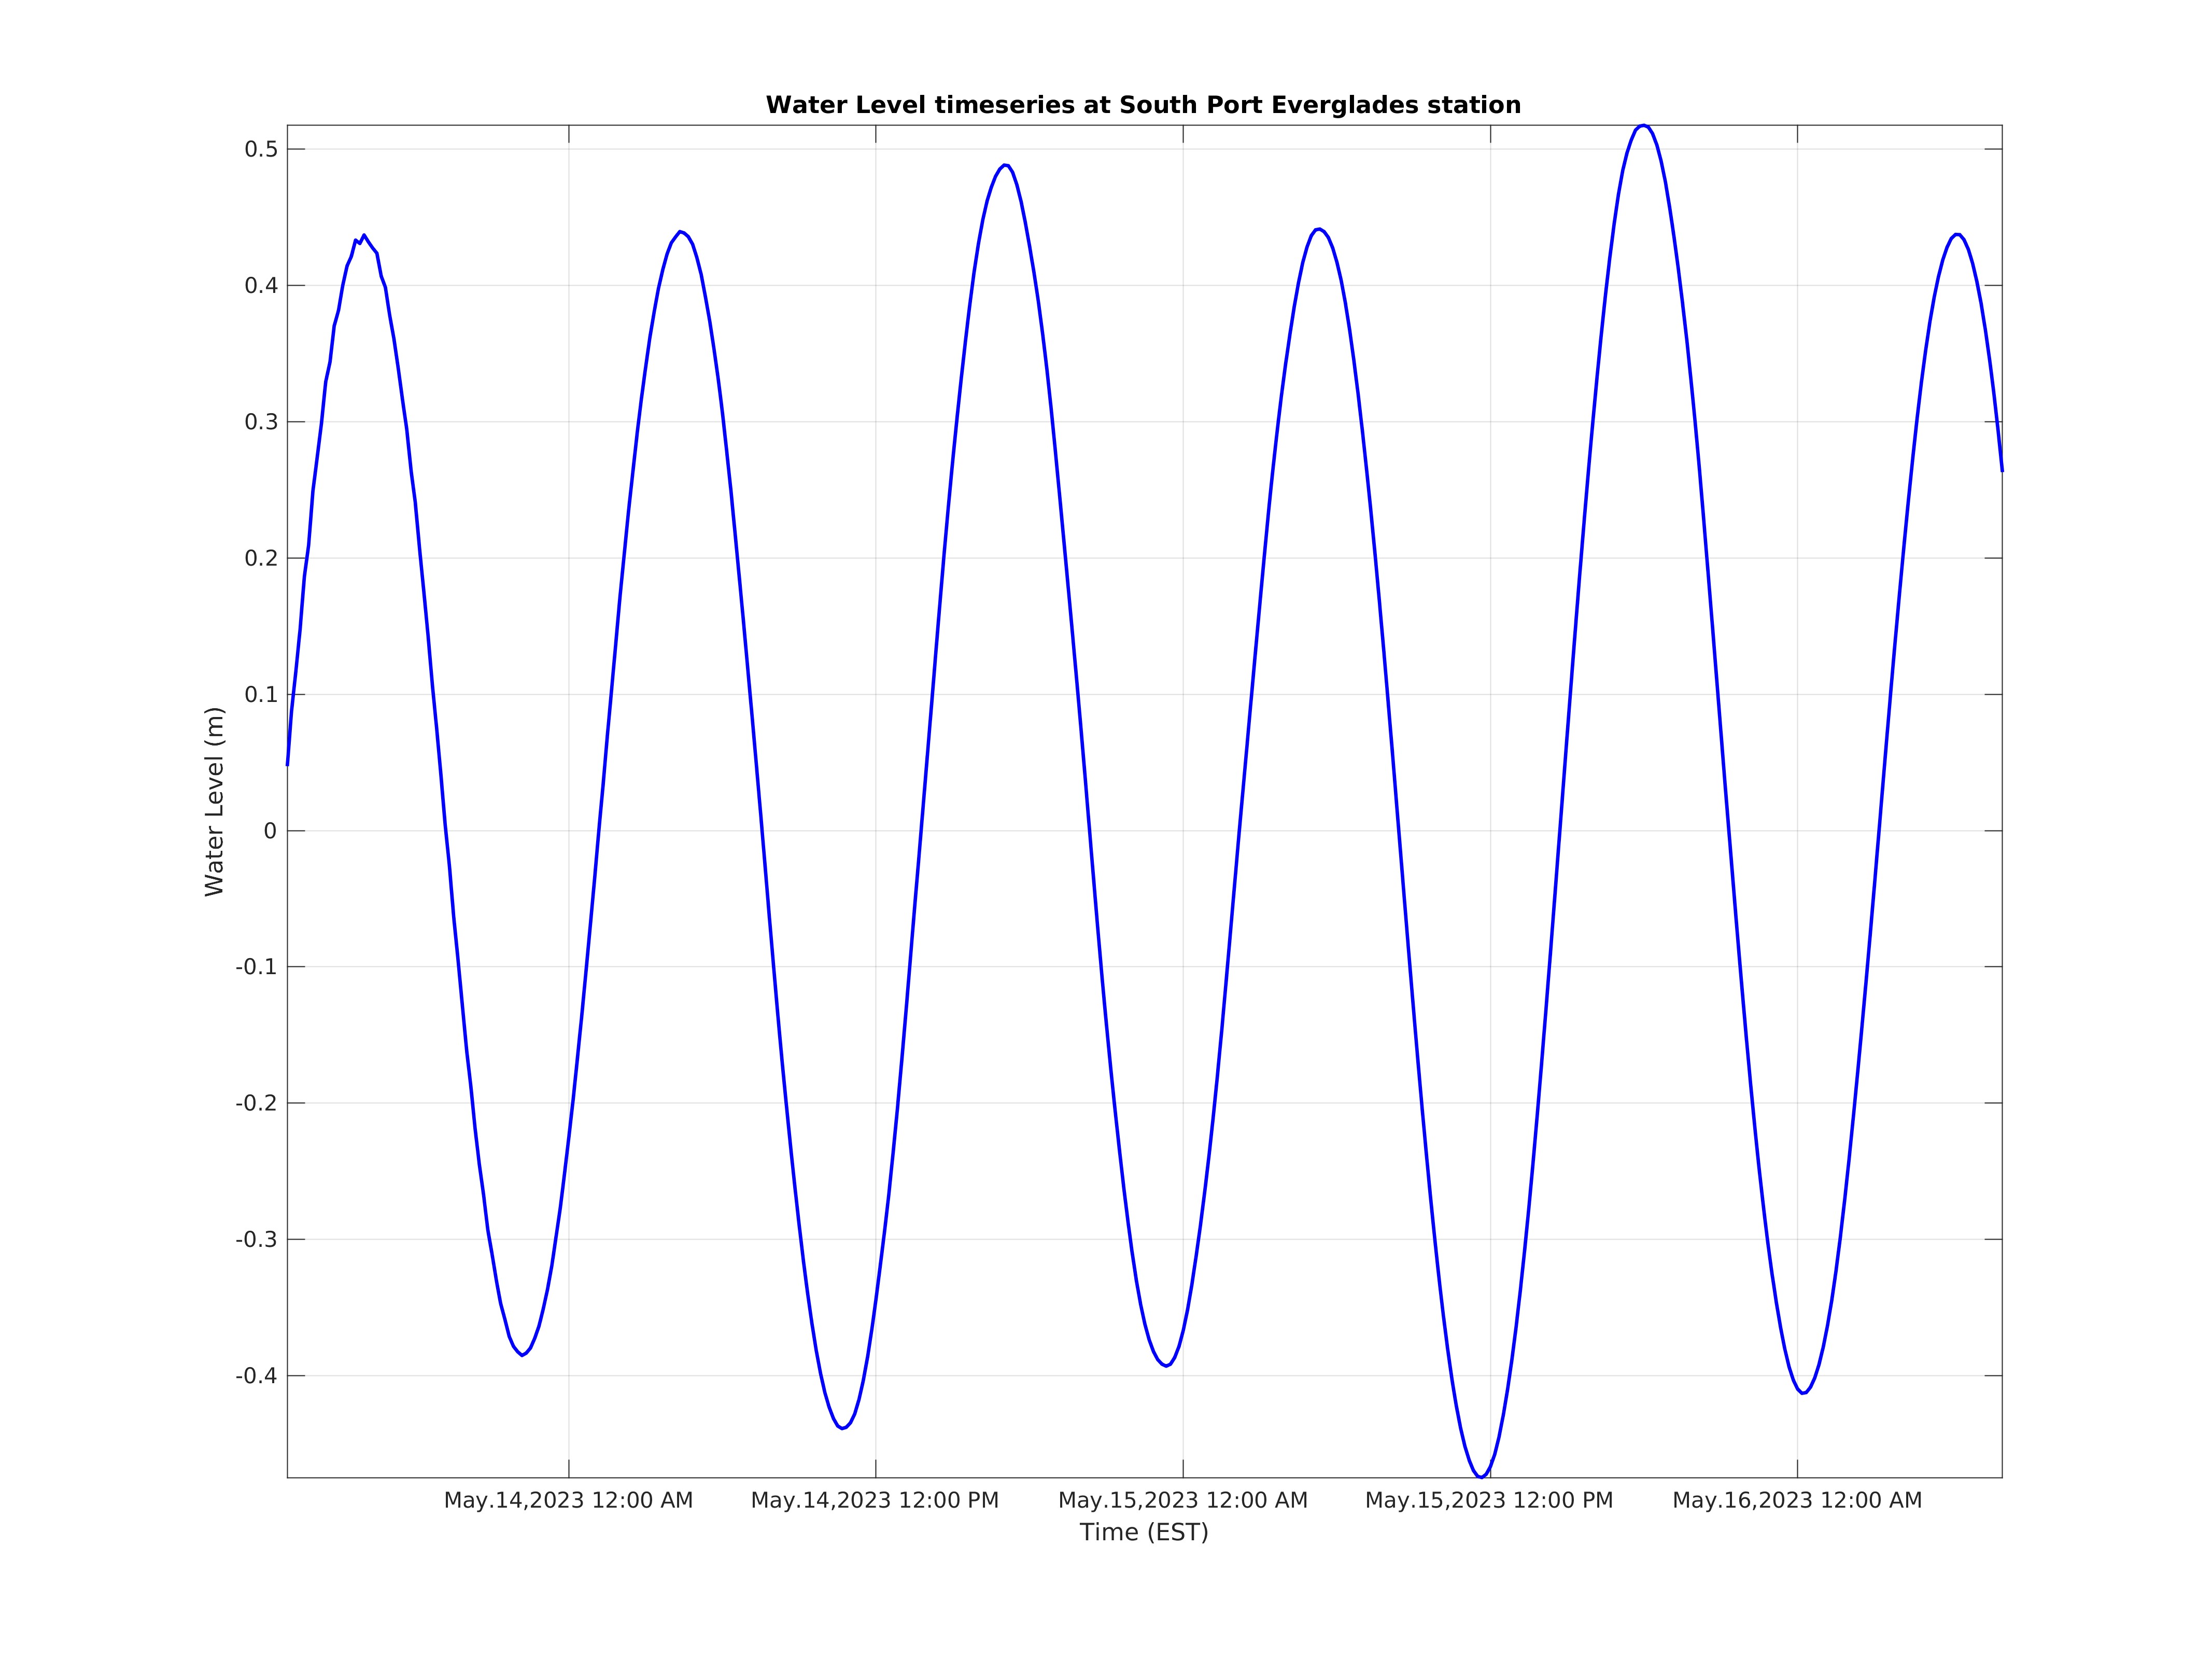 Water Level timeseries at South Port Everglades station
0.5
0.4
0.3
0.2
0.1
0
-0.1
-0.2
-0.3
-0.4
Water Level (m)
May.14,2023 12:00 AM
May.14,2023 12:00 PM
May.15,2023 12:00 AM
May.15,2023 12:00 PM
May.16,2023 12:00 AM
Time (EST)